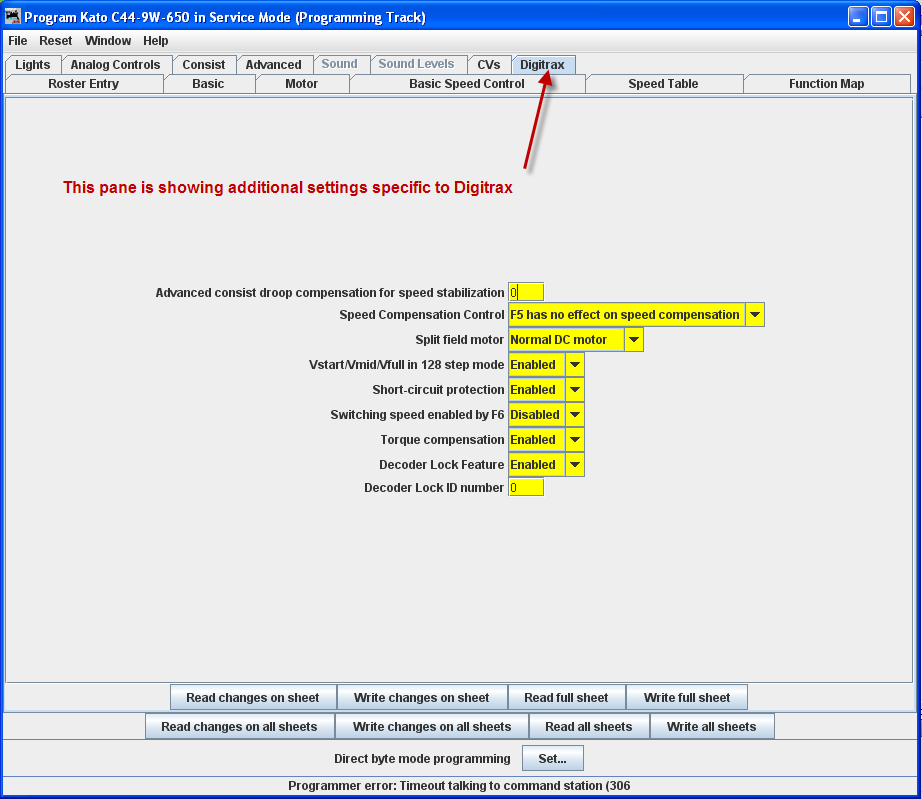 Program Kato C44-9W-650 in Service Mode (Programming Track)
File Reset Window Help
Lights Analog Controls Consist Advanced Sound Sound Levels CVs Digitrax
Roster Entry Basic Motor Basic Speed Control Speed Table Function Map
This pane is showing additional settings specific to Digitrax
Advanced consist droop compensation for speed stabilization 0
Speed Compensation Control F5 has no effect on speed compensation
Split field motor Normal DC motor
Vstart/Vmid/Vfull in 128 step mode Enabled
Short-circuit protection Enabled
Switching speed enabled by F6 Disabled
Torque compensation Enabled
Decoder Lock Feature Enabled
Decoder Lock ID number 0
Read changes on sheet Write changes on sheet Read full sheet Write full sheet
Read changes on all sheets Write changes on all sheets Read all sheets Write all sheets
Direct byte mode programming Set...
Programmer error: Timeout talking to command station (306